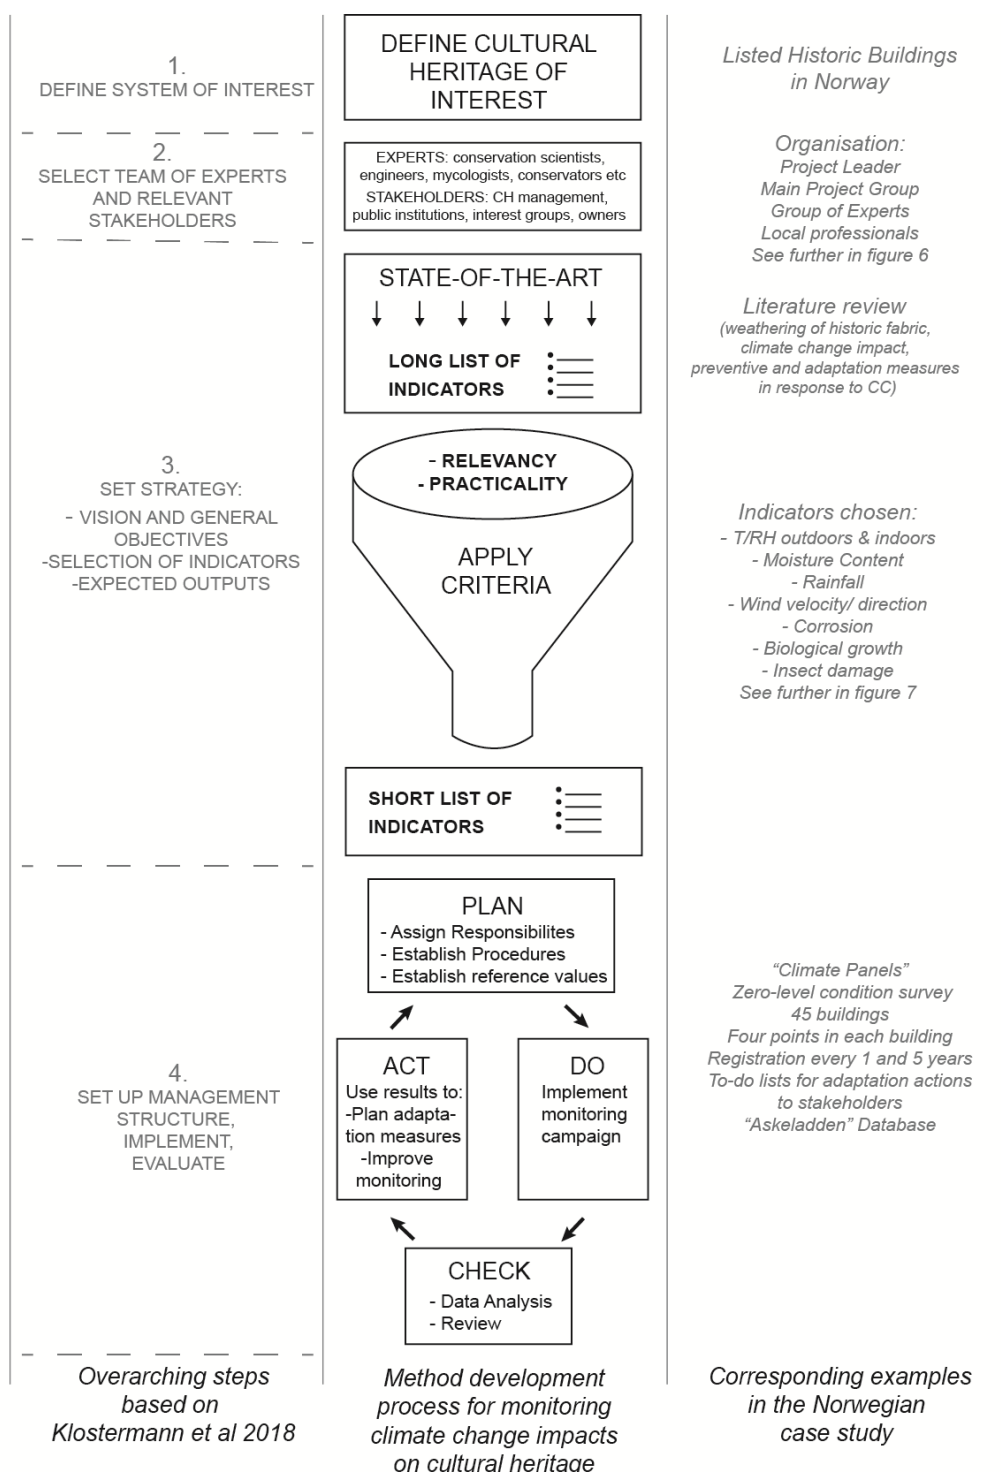 1.
DEFINE SYSTEM OF INTEREST
DEFINE CULTURAL
HERITAGE OF
INTEREST
Listed Historic Buildings
in Norway
2.
SELECT TEAM OF EXPERTS
AND RELEVANT
STAKEHOLDERS
EXPERTS: conservation scientists,
engineers, mycologists, conservators etc
STAKEHOLDERS: CH management,
public institutions, interest groups, owners
Organisation:
Project Leader
Main Project Group
Group of Experts
Local professionals
See further in figure 6
3.
SET STRATEGY:
- VISION AND GENERAL
OBJECTIVES
-SELECTION OF INDICATORS
-EXPECTED OUTPUTS
STATE-OF-THE-ART
LONG LIST OF
INDICATORS
- RELEVANCY
- PRACTICALITY
APPLY
CRITERIA
SHORT LIST OF
INDICATORS
Literature review
(weathering of historic fabric,
climate change impact,
preventive and adaptation measures
in response to CC)
Indicators chosen:
- T/RH outdoors & indoors
- Moisture Content
- Rainfall
- Wind velocity/ direction
- Corrosion
- Biological growth
- Insect damage
See further in figure 7
4.
SET UP MANAGEMENT
STRUCTURE,
IMPLEMENT,
EVALUATE
PLAN
- Assign Responsibilites
- Establish Procedures
- Establish reference values
ACT
Use results to:
-Plan adapta-
tion measures
-Improve
monitoring
DO
Implement
monitoring
campaign
CHECK
- Data Analysis
- Review
“Climate Panels”
Zero-level condition survey
45 buildings
Four points in each building
Registration every 1 and 5 years
To-do lists for adaptation actions
to stakeholders
“Askeladden” Database
Overarching steps
based on
Klostermann et al 2018
Method development
process for monitoring
climate change impacts
on cultural heritage
Corresponding examples
in the Norwegian
case study